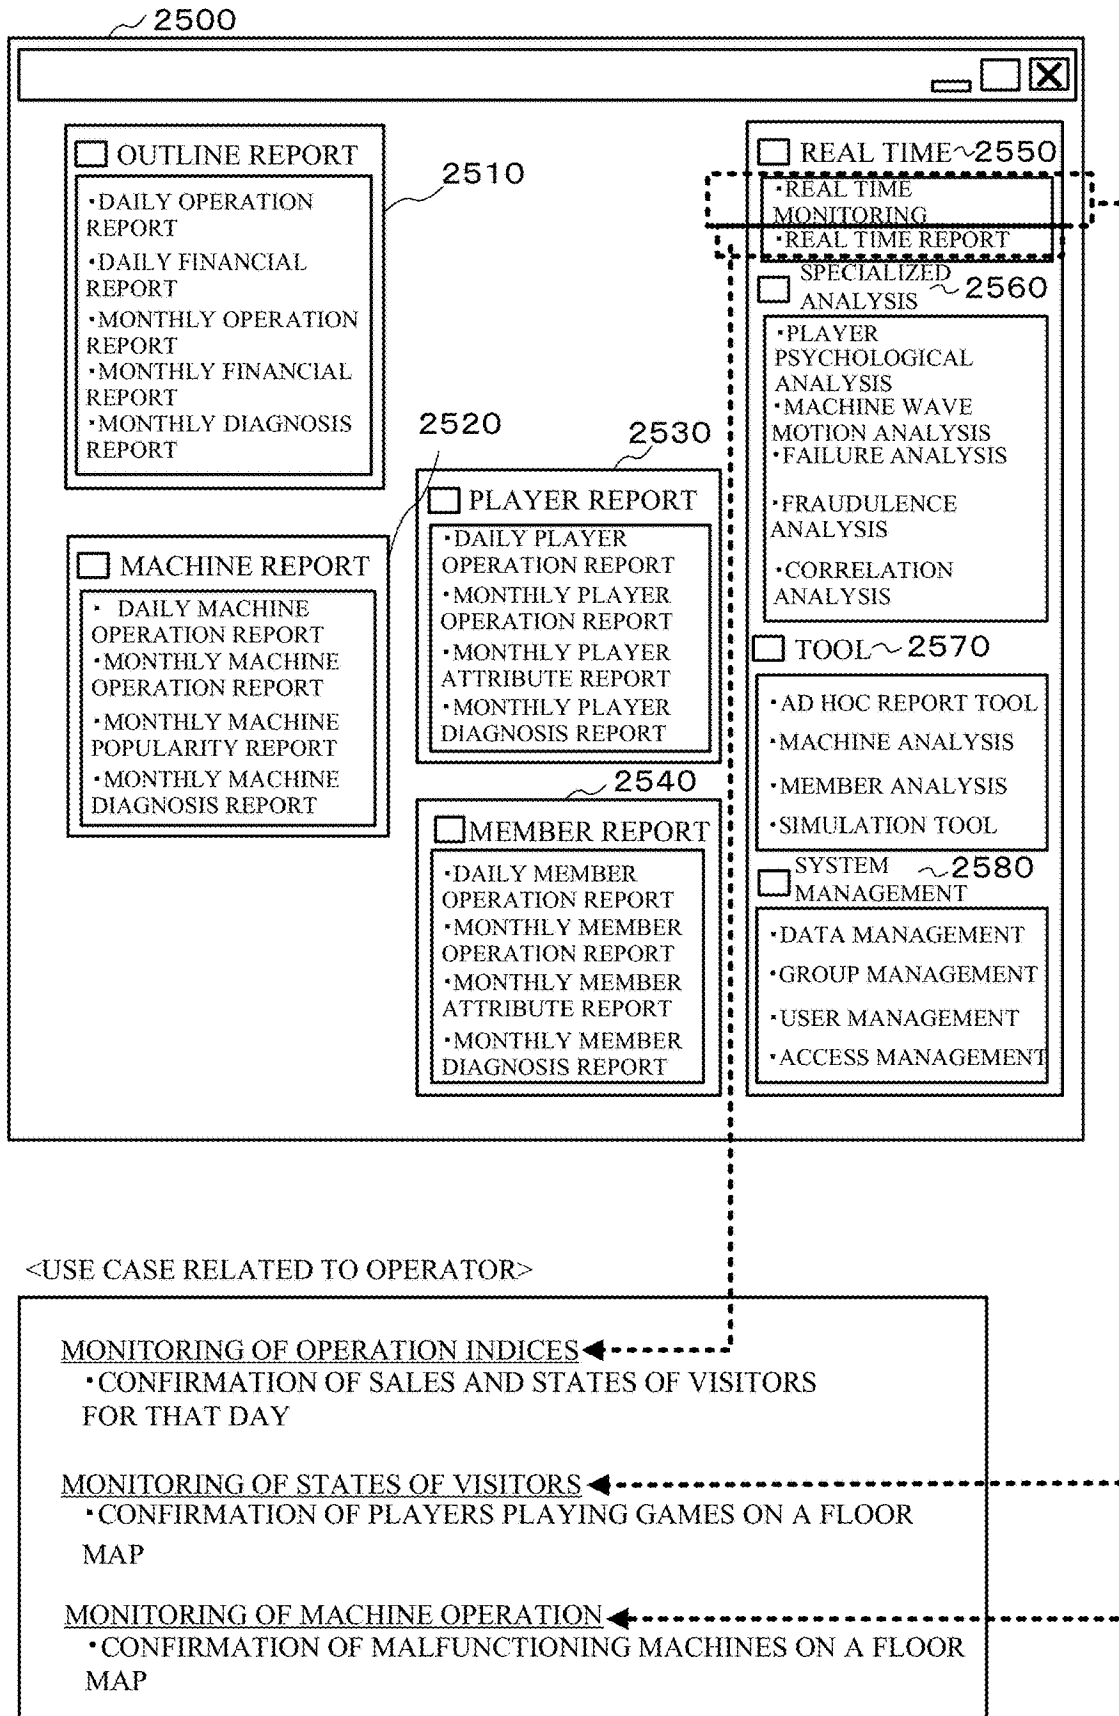 2500
OUTLINE REPORT
2510
・DAILY OPERATION
REPORT
・DAILY FINANCIAL
REPORT
・MONTHLY OPERATION
REPORT
・MONTHLY FINANCIAL
REPORT
・MONTHLY DIAGNOSIS
REPORT
2520
MACHINE REPORT
・ DAILY MACHINE
OPERATION REPORT
・MONTHLY MACHINE
OPERATION REPORT
・MONTHLY MACHINE
POPULARITY REPORT
・MONTHLY MACHINE
DIAGNOSIS REPORT
2530
PLAYER REPORT
・DAILY PLAYER
OPERATION REPORT
・MONTHLY PLAYER
OPERATION REPORT
・MONTHLY PLAYER
ATTRIBUTE REPORT
・MONTHLY PLAYER
DIAGNOSIS REPORT
2540
MEMBER REPORT
・DAILY MEMBER
OPERATION REPORT
・MONTHLY MEMBER
OPERATION REPORT
・MONTHLY MEMBER
ATTRIBUTE REPORT
・MONTHLY MEMBER
DIAGNOSIS REPORT
REAL TIME 2550
・REAL TIME
MONITORING
・REAL TIME REPORT
SPECIALIZED
ANALYSIS 2560
・PLAYER
PSYCHOLOGICAL
ANALYSIS
・MACHINE WAVE
MOTION ANALYSIS
・FAILURE ANALYSIS
・FRAUDULENCE
ANALYSIS
・CORRELATION
ANALYSIS
TOOL 2570
・AD HOC REPORT TOOL
・MACHINE ANALYSIS
・MEMBER ANALYSIS
・SIMULATION TOOL
SYSTEM 2580
MANAGEMENT
・DATA MANAGEMENT
・GROUP MANAGEMENT
・USER MANAGEMENT
・ACCESS MANAGEMENT
<USE CASE RELATED TO OPERATOR>
MONITORING OF OPERATION INDICES
・CONFIRMATION OF SALES AND STATES OF VISITORS
FOR THAT DAY
MONITORING OF STATES OF VISITORS
・CONFIRMATION OF PLAYERS PLAYING GAMES ON A FLOOR
MAP
MONITORING OF MACHINE OPERATION
・CONFIRMATION OF MALFUNCTIONING MACHINES ON A FLOOR
MAP